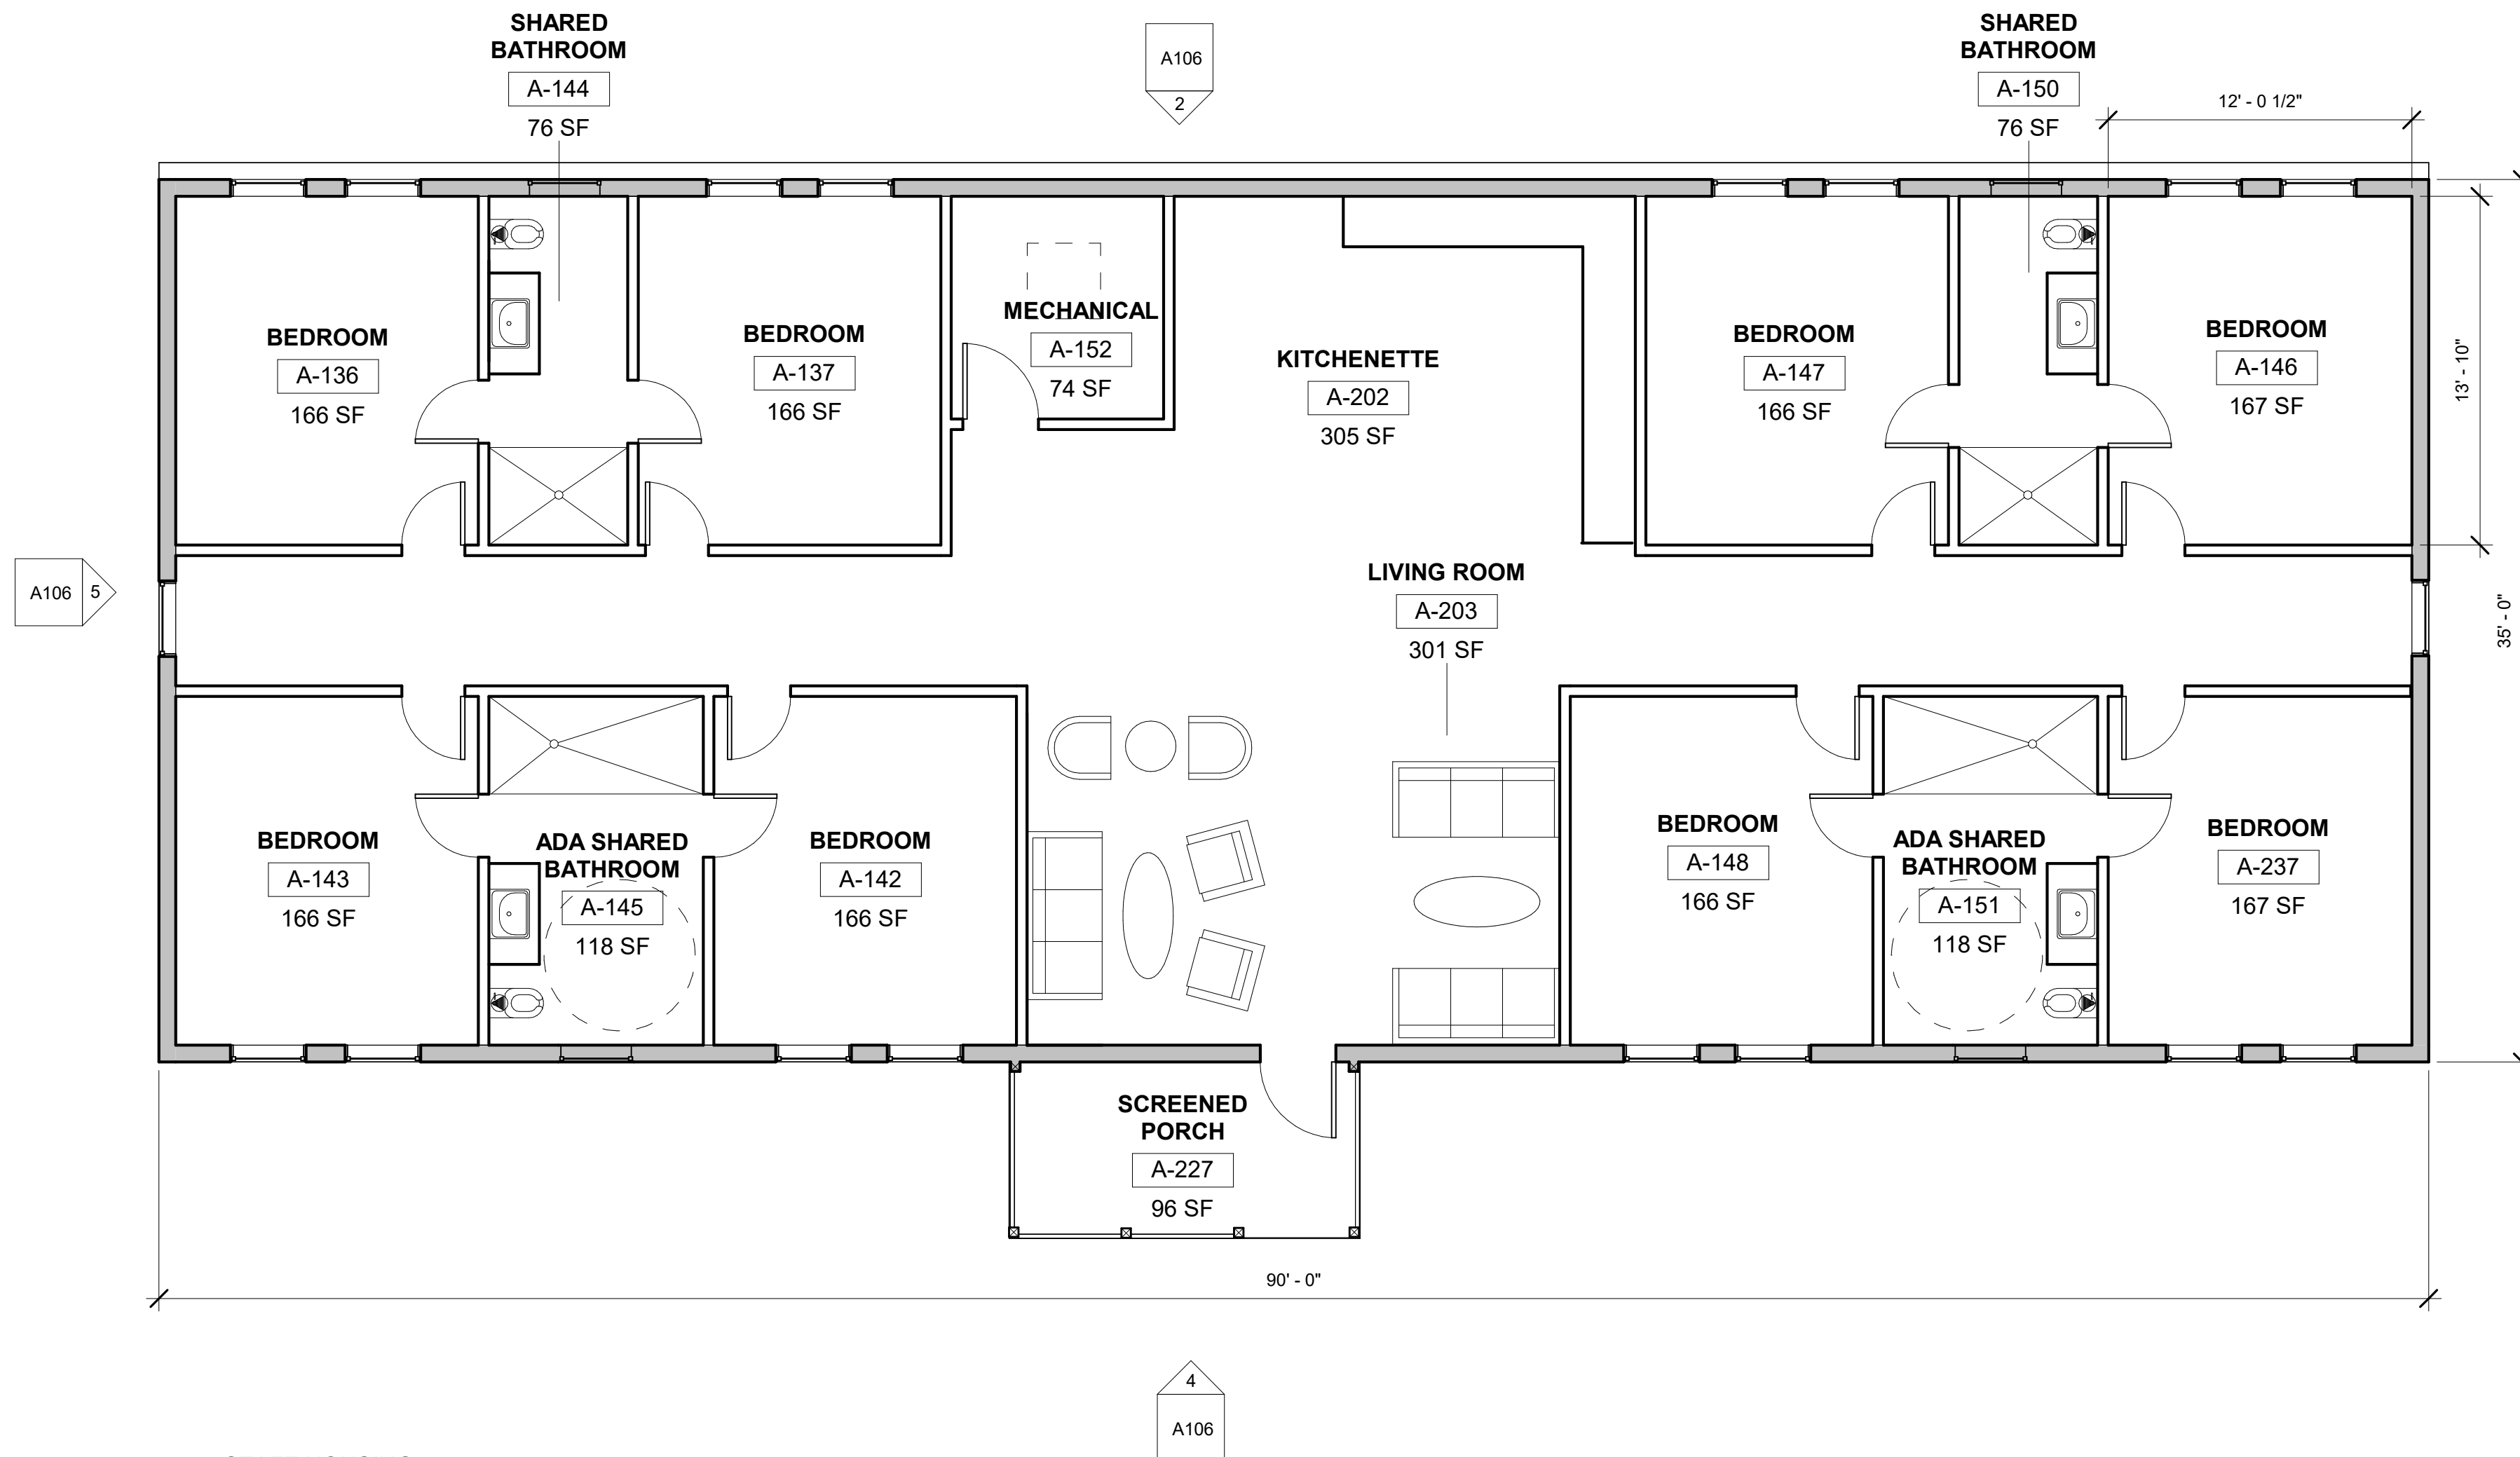 SHARED
BATHROOM
A-144
76 SF
A106
2
SHARED
BATHROOM
A-150
76 SF
12' - 0 1/2"
BEDROOM
A-136
166 SF
BEDROOM
A-137
166 SF
MECHANICAL
A-152
74 SF
KITCHENETTE
A-202
305 SF
BEDROOM
A-147
166 SF
BEDROOM
A-146
167 SF
13' - 10"
A106
5
LIVING ROOM
A-203
301 SF
35' - 0"
BEDROOM
A-143
166 SF
ADA SHARED
BATHROOM
A-145
118 SF
BEDROOM
A-142
166 SF
BEDROOM
A-148
166 SF
ADA SHARED
BATHROOM
A-151
118 SF
BEDROOM
A-237
167 SF
SCREENED
PORCH
A-227
96 SF
90' - 0"
4
A106